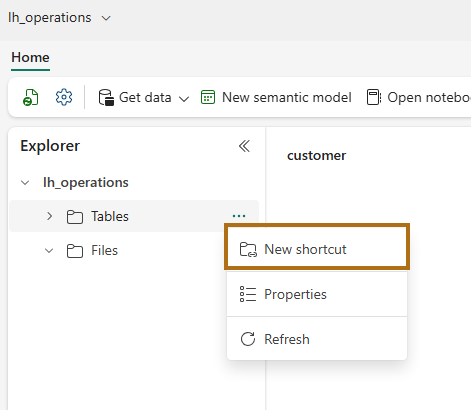 lh_operations
Home
Get data New semantic model Open notebo
Explorer
customer
lh_operations
Tables ...
Files
New shortcut
Properties
Refresh